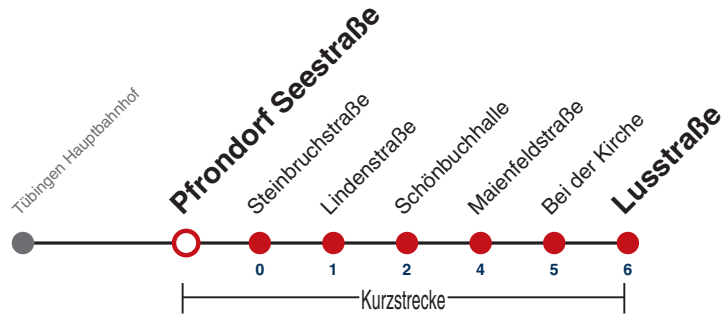 Tübingen Hauptbahnhof
Pfrondorf Seestraße
Steinbruchstraße
Lindenstraße
Schönbuchhalle
Maienfeldstraße
Bei der Kirche
Lusstraße
0 1 2 4 5 6
Kurzstrecke